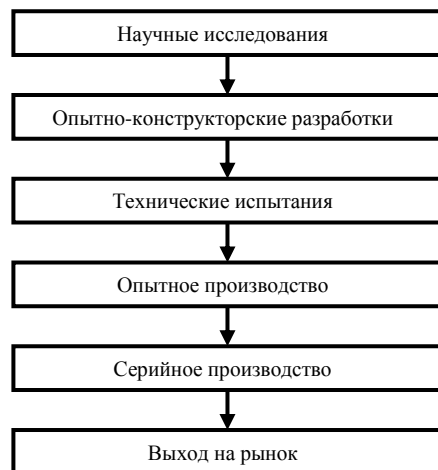 Научные исследования
Опытно-конструкторские разработки
Технические испытания
Опытное производство
Серийное производство
Выход на рынок